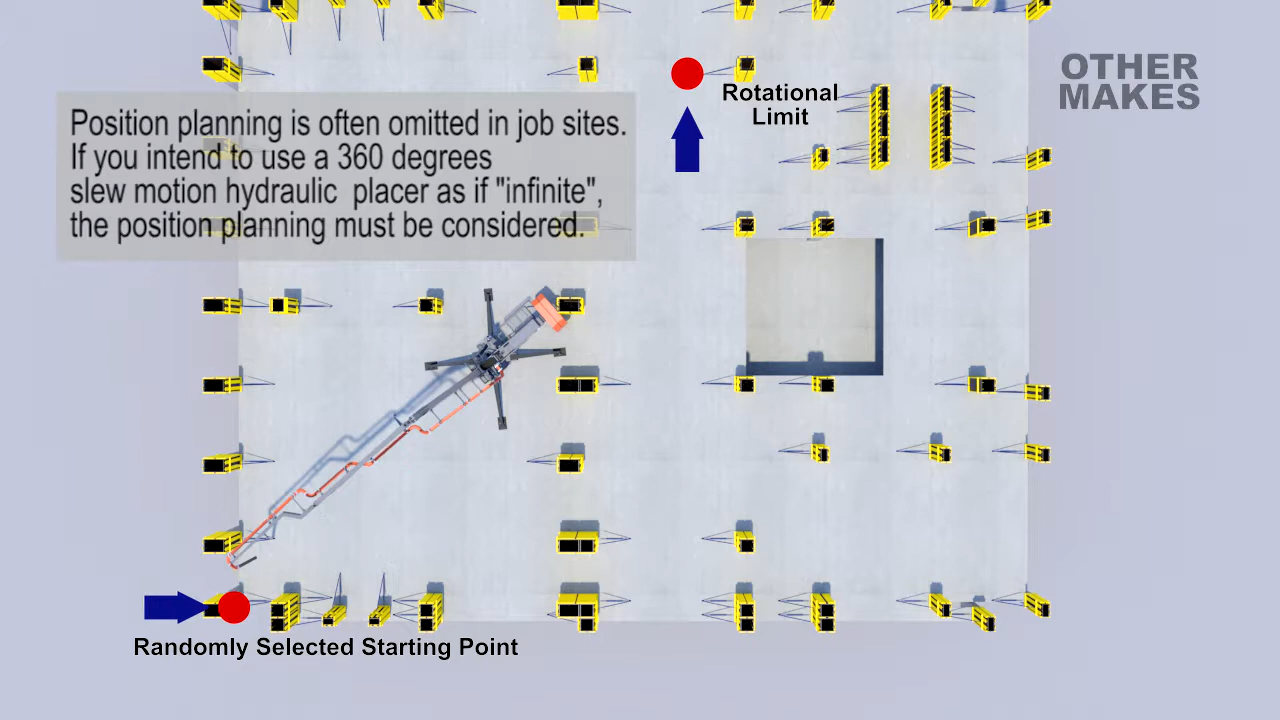 OTHER
MAKES
Rotational
Limit
Position planning is often omitted in job sites.
If you intend to use a 360 degrees
slew motion hydraulic  placer as if "infinite",
the position planning must be considered.
Randomly Selected Starting Point